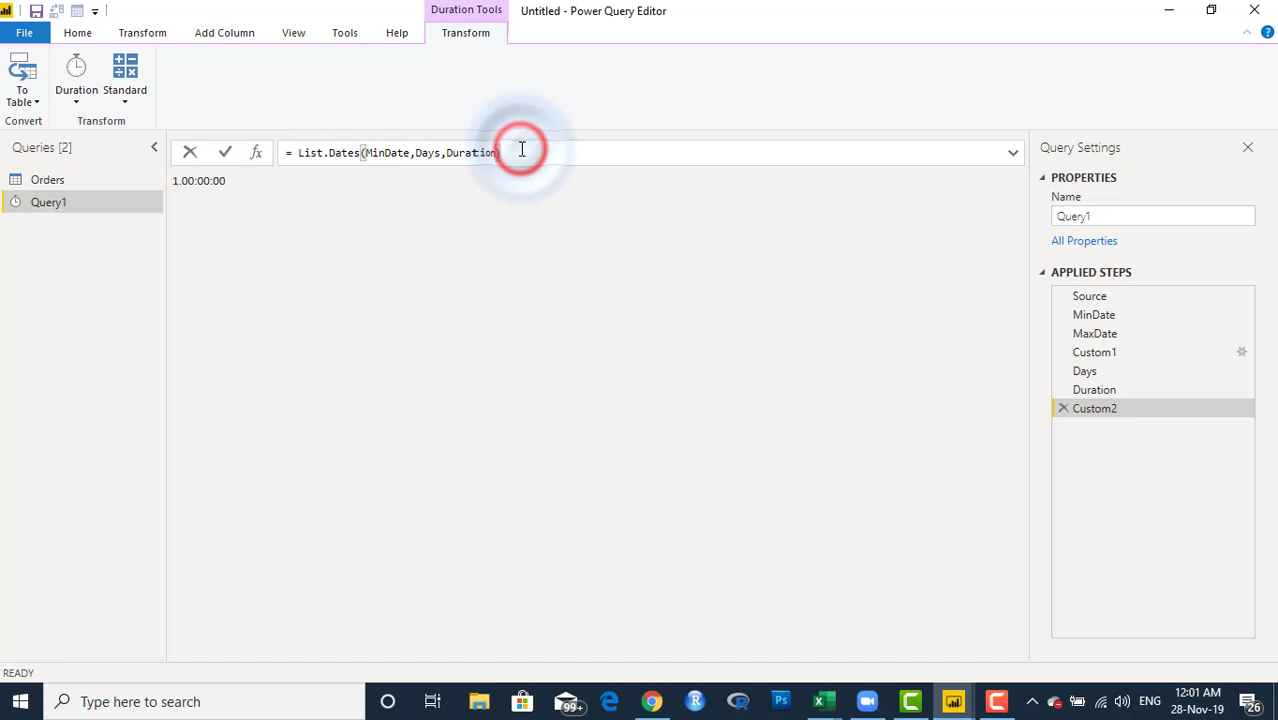 Duration Tools
Untitled - Power Query Editor
File
Home
Transform
Add Column
View
Tools
Help
Transform
To
Table
Duration
Standard
Convert
Transform
Queries [2]
= List.Dates(MinDate,Days,Duration)
Query Settings
Orders
Query1
1.00:00:00
PROPERTIES
Name
Query1
All Properties
APPLIED STEPS
Source
MinDate
MaxDate
Custom1
Days
Duration
Custom2
READY
Type here to search
99+
ENG
12:01 AM
28-Nov-19
26